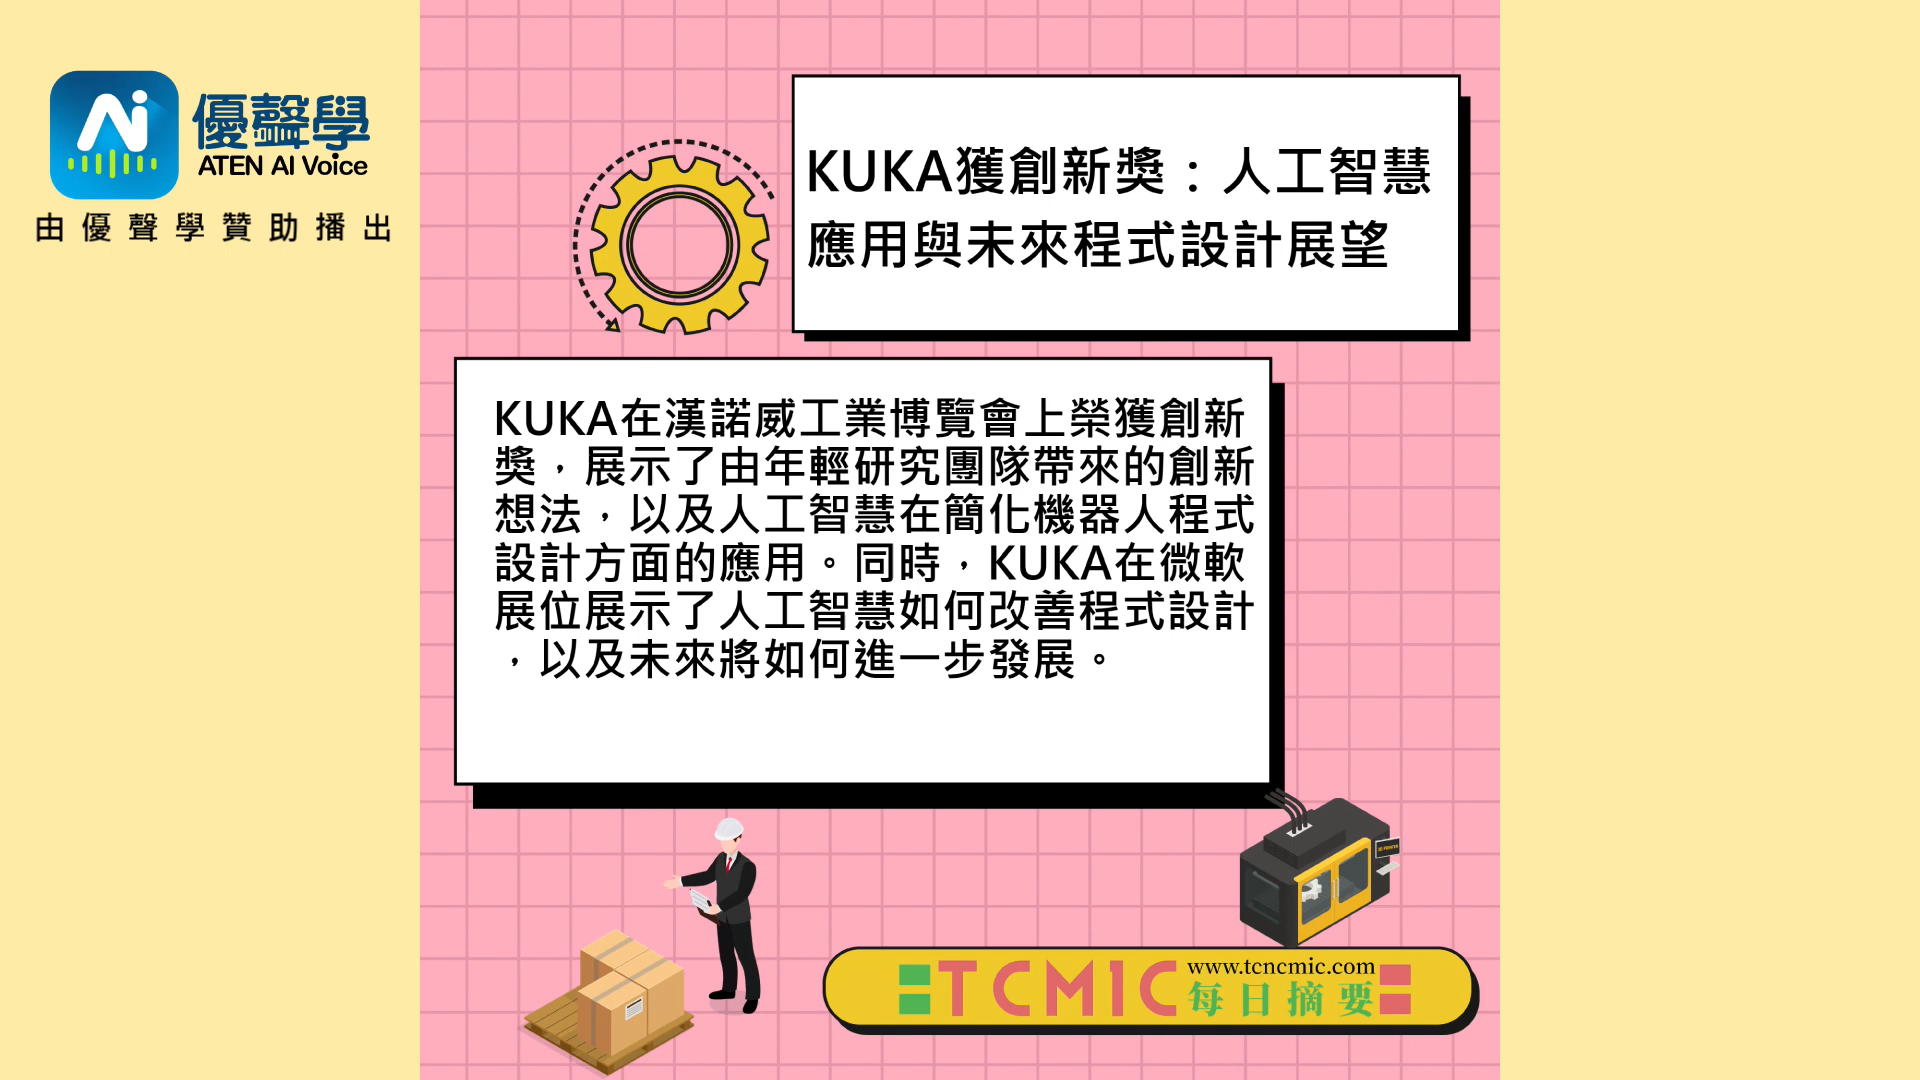 優聲學
ATEN AI Voice
由優聲學贊助播出
KUKA獲創新獎：人工智慧
應用與未來程式設計展望
KUKA在漢諾威工業博覽會上榮獲創新
獎，展示了由年輕研究團隊帶來的創新
想法，以及人工智慧在簡化機器人程式
設計方面的應用。同時，KUKA在微軟
展位展示了人工智慧如何改善程式設計
，以及未來將如何進一步發展。
TCMIC
www.tcncmic.com
每日摘要